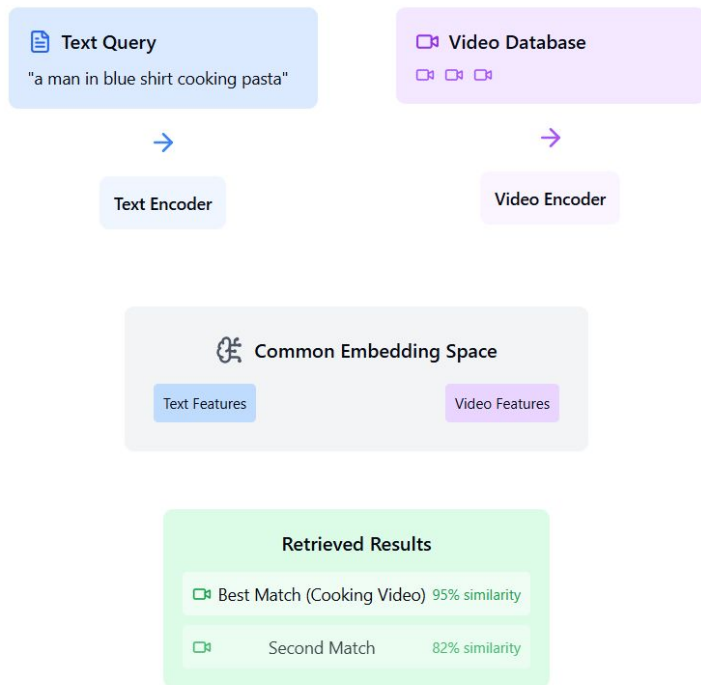 Text Query
"a man in blue shirt cooking pasta"
Video Database
Text Encoder
Video Encoder
Common Embedding Space
Text Features
Video Features
Retrieved Results
Best Match (Cooking Video) 95% similarity
Second Match 82% similarity